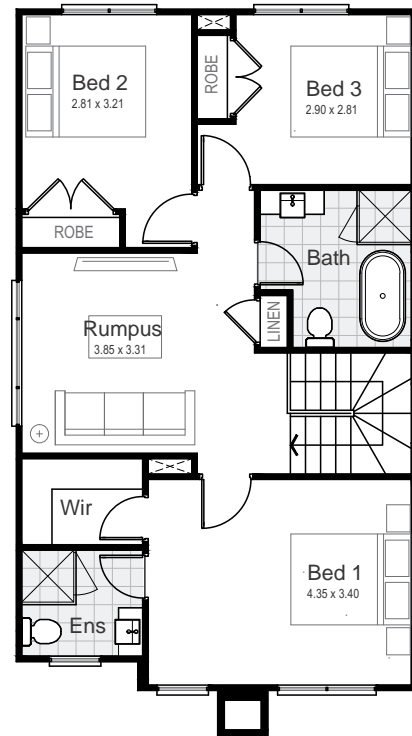 Bed 2
2.81 x 3.21
ROBE
Bed 3
2.90 x 2.81
ROBE
Bath
Rumpus
3.85 x 3.31
LINEN
Wir
Bed 1
4.35 x 3.40
Ens